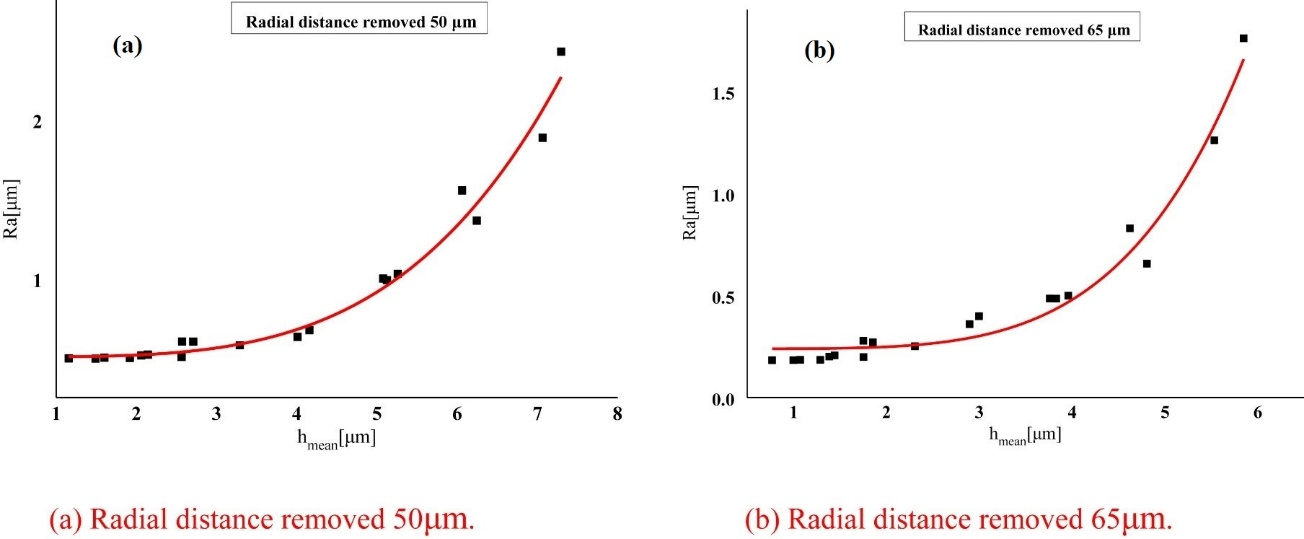 Radial distance removed 50 μm
(a)
2
1
Ra[μm]
1 2 3 4 5 6 7 8
h_mean[μm]
Radial distance removed 65 μm
(b)
1.5
1.0
0.5
0.0
Ra[μm]
1 2 3 4 5 6
h_mean[μm]
(a) Radial distance removed 50μm.
(b) Radial distance removed 65μm.